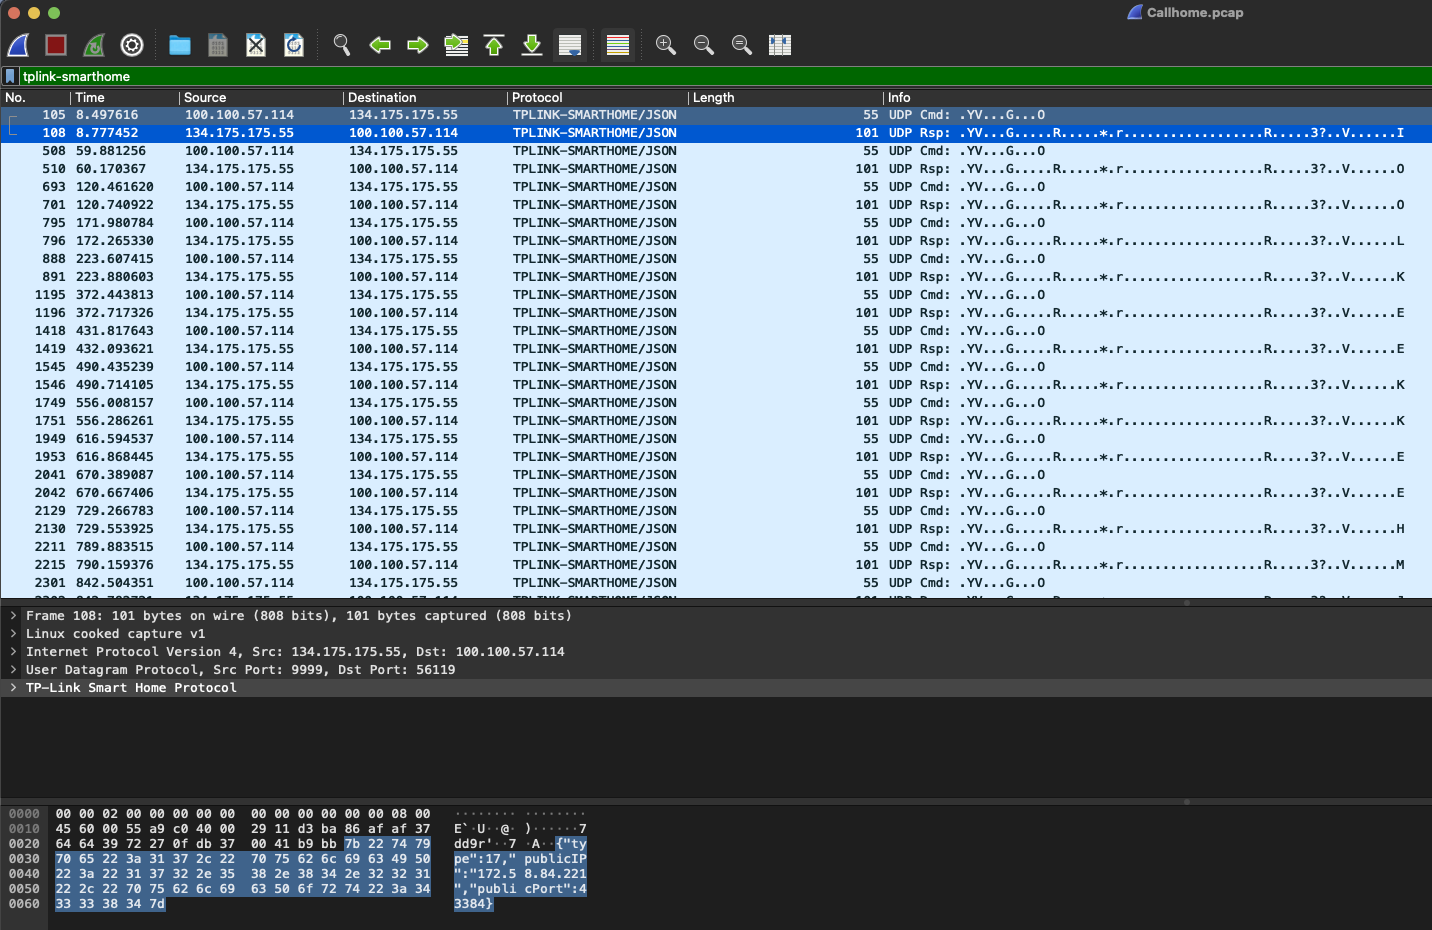 Callhome.pcap
tplink-smarthome
No. Time Source Destination Protocol Length Info
105 8.497616 100.100.57.114 134.175.175.55 TPLINK-SMARTHOME/JSON 55 UDP Cmd: .YV...G...O
108 8.777452 134.175.175.55 100.100.57.114 TPLINK-SMARTHOME/JSON 101 UDP Rsp: .YV...G.....R.....*.r..................R.....3?..V......I
508 59.881256 100.100.57.114 134.175.175.55 TPLINK-SMARTHOME/JSON 55 UDP Cmd: .YV...G...O
510 60.170367 134.175.175.55 100.100.57.114 TPLINK-SMARTHOME/JSON 101 UDP Rsp: .YV...G.....R.....*.r..................R.....3?..V......O
693 120.461620 100.100.57.114 134.175.175.55 TPLINK-SMARTHOME/JSON 55 UDP Cmd: .YV...G...O
701 120.740922 134.175.175.55 100.100.57.114 TPLINK-SMARTHOME/JSON 101 UDP Rsp: .YV...G.....R.....*.r..................R.....3?..V......O
795 171.980784 100.100.57.114 134.175.175.55 TPLINK-SMARTHOME/JSON 55 UDP Cmd: .YV...G...O
796 172.265330 134.175.175.55 100.100.57.114 TPLINK-SMARTHOME/JSON 101 UDP Rsp: .YV...G.....R.....*.r..................R.....3?..V......L
888 223.607415 100.100.57.114 134.175.175.55 TPLINK-SMARTHOME/JSON 55 UDP Cmd: .YV...G...O
891 223.880603 134.175.175.55 100.100.57.114 TPLINK-SMARTHOME/JSON 101 UDP Rsp: .YV...G.....R.....*.r..................R.....3?..V......K
1195 372.443813 100.100.57.114 134.175.175.55 TPLINK-SMARTHOME/JSON 55 UDP Cmd: .YV...G...O
1196 372.717326 134.175.175.55 100.100.57.114 TPLINK-SMARTHOME/JSON 101 UDP Rsp: .YV...G.....R.....*.r..................R.....3?..V......E
1418 431.817643 100.100.57.114 134.175.175.55 TPLINK-SMARTHOME/JSON 55 UDP Cmd: .YV...G...O
1419 432.093621 134.175.175.55 100.100.57.114 TPLINK-SMARTHOME/JSON 101 UDP Rsp: .YV...G.....R.....*.r..................R.....3?..V......E
1545 490.435239 100.100.57.114 134.175.175.55 TPLINK-SMARTHOME/JSON 55 UDP Cmd: .YV...G...O
1546 490.714105 134.175.175.55 100.100.57.114 TPLINK-SMARTHOME/JSON 101 UDP Rsp: .YV...G.....R.....*.r..................R.....3?..V......K
1749 556.008157 100.100.57.114 134.175.175.55 TPLINK-SMARTHOME/JSON 55 UDP Cmd: .YV...G...O
1751 556.286261 134.175.175.55 100.100.57.114 TPLINK-SMARTHOME/JSON 101 UDP Rsp: .YV...G.....R.....*.r..................R.....3?..V......K
1949 616.594537 100.100.57.114 134.175.175.55 TPLINK-SMARTHOME/JSON 55 UDP Cmd: .YV...G...O
1953 616.868445 134.175.175.55 100.100.57.114 TPLINK-SMARTHOME/JSON 101 UDP Rsp: .YV...G.....R.....*.r..................R.....3?..V......E
2041 670.389087 100.100.57.114 134.175.175.55 TPLINK-SMARTHOME/JSON 55 UDP Cmd: .YV...G...O
2042 670.667406 134.175.175.55 100.100.57.114 TPLINK-SMARTHOME/JSON 101 UDP Rsp: .YV...G.....R.....*.r..................R.....3?..V......E
2129 729.266783 100.100.57.114 134.175.175.55 TPLINK-SMARTHOME/JSON 55 UDP Cmd: .YV...G...O
2130 729.553925 134.175.175.55 100.100.57.114 TPLINK-SMARTHOME/JSON 101 UDP Rsp: .YV...G.....R.....*.r..................R.....3?..V......H
2211 789.883515 100.100.57.114 134.175.175.55 TPLINK-SMARTHOME/JSON 55 UDP Cmd: .YV...G...O
2215 790.159376 134.175.175.55 100.100.57.114 TPLINK-SMARTHOME/JSON 101 UDP Rsp: .YV...G.....R.....*.r..................R.....3?..V......M
2301 842.504351 100.100.57.114 134.175.175.55 TPLINK-SMARTHOME/JSON 55 UDP Cmd: .YV...G...O
Frame 108: 101 bytes on wire (808 bits), 101 bytes captured (808 bits)
Linux cooked capture v1
Internet Protocol Version 4, Src: 134.175.175.55, Dst: 100.100.57.114
User Datagram Protocol, Src Port: 9999, Dst Port: 56119
TP-Link Smart Home Protocol
0000 00 00 02 00 00 00 00 00 00 00 00 00 00 00 08 00 ········ ········
0010 45 60 00 55 a9 c0 40 00 29 11 d3 ba 86 af af 37 E`·U··@· )······7
0020 64 64 39 72 27 0f db 37 00 41 b9 bb 7b 22 74 79 dd9r'··7 ·A··{"ty
0030 70 65 22 3a 31 37 2c 22 70 75 62 6c 69 63 49 50 pe":17," publicIP
0040 22 3a 22 31 37 32 2e 35 38 2e 38 34 2e 32 32 31 ":"172.5 8.84.221
0050 22 2c 22 70 75 62 6c 69 63 50 6f 72 74 22 3a 34 ","publi cPort":4
0060 33 33 38 34 7d 3384}